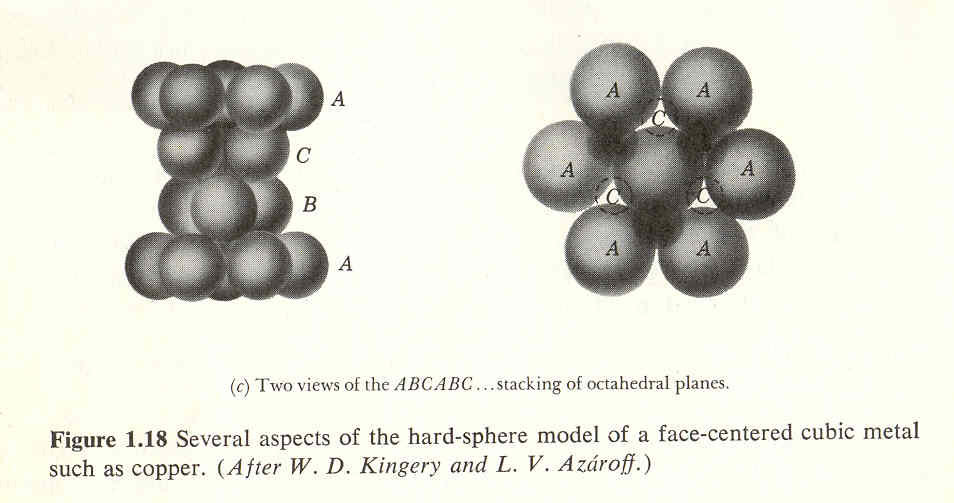 A
C
B
A
A A
C
A A
C C
A A
(c) Two views of the ABCABC...stacking of octahedral planes.
Figure 1.18 Several aspects of the hard-sphere model of a face-centered cubic metal
such as copper. (After W. D. Kingery and L. V. Azároff.)